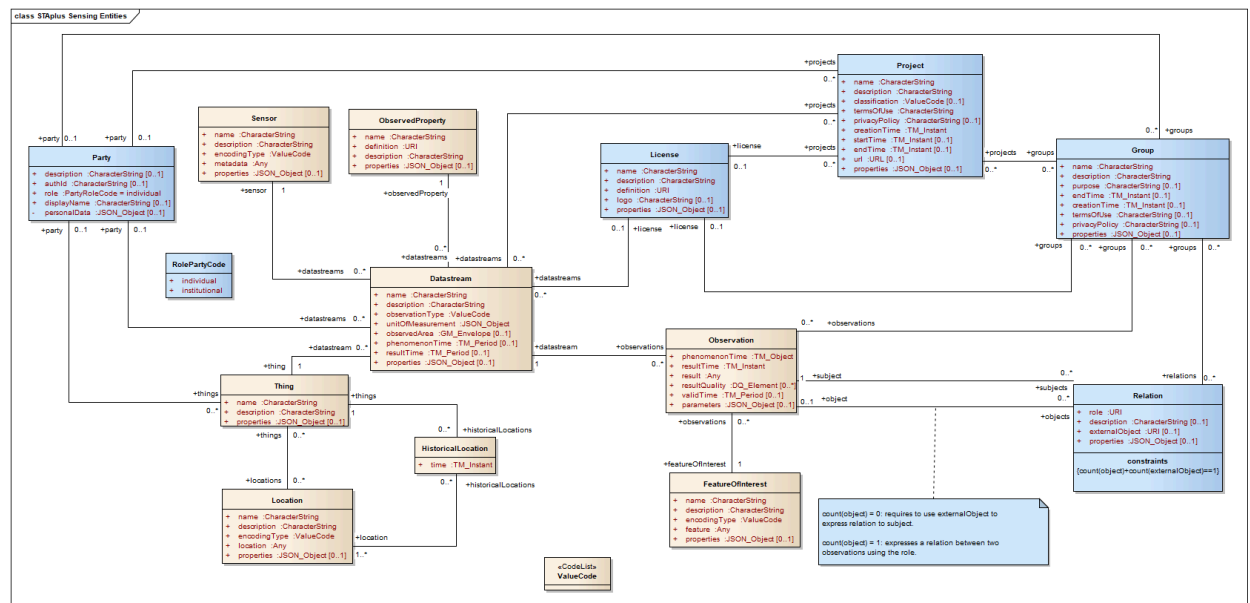 class STAplus Sensing Entities
Project
+ name :CharacterString
+ description :CharacterString
+ classification :ValueCode [0..1]
+ termsOfUse :CharacterString
+ privacyPolicy :CharacterString [0..1]
+ creationTime :TM_Instant
+ startTime :TM_Instant [0..1]
+ endTime :TM_Instant [0..1]
+ url :URL [0..1]
+ properties :JSON_Object [0..1]
+projects
0..*
+projects
0..*
+projects
0..*
+projects
0..*
+groups
0..*
0..*
+groups
Sensor
+ name :CharacterString
+ description :CharacterString
+ encodingType :ValueCode
+ metadata :Any
+ properties :JSON_Object [0..1]
+sensor
1
ObservedProperty
+ name :CharacterString
+ definition :URI
+ description :CharacterString
+ properties :JSON_Object [0..1]
1
+observedProperty
+party 0..1
+party 0..1
Party
+ description :CharacterString [0..1]
+ authId :CharacterString [0..1]
+ role :PartyRoleCode = individual
+ displayName :CharacterString [0..1]
- personalData :JSON_Object [0..1]
+party 0..1
+party 0..1
License
+ name :CharacterString
+ description :CharacterString
+ definition :URI
+ logo :CharacterString [0..1]
+ properties :JSON_Object [0..1]
+license
0..1
0..1 +license
+license 0..1
Group
+ name :CharacterString
+ description :CharacterString
+ purpose :CharacterString [0..1]
+ endTime :TM_Instant [0..1]
+ creationTime :TM_Instant [0..1]
+ termsOfUse :CharacterString [0..1]
+ privacyPolicy :CharacterString [0..1]
+ properties :JSON_Object [0..1]
+groups
0..*
+groups
0..*
+groups
0..*
RolePartyCode
+ individual
+ institutional
+datastreams 0..*
0..*
+datastreams
0..*
+datastreams
Datastream
+ name :CharacterString
+ description :CharacterString
+ observationType :ValueCode
+ unitOfMeasurement :JSON_Object
+ observedArea :GM_Envelope [0..1]
+ phenomenonTime :TM_Period [0..1]
+ resultTime :TM_Period [0..1]
+ properties :JSON_Object [0..1]
+datastreams
0..*
+datastreams 0..*
+datastream 0..*
+datastream
1
+observations
0..*
0..* +observations
Observation
+ phenomenonTime :TM_Object
+ resultTime :TM_Instant
+ result :Any
+ resultQuality :DQ_Element [0..*]
+ validTime :TM_Period [0..1]
+ parameters :JSON_Object [0..1]
1 +subject
0..*
+subjects
0..1 +object
0..*
+objects
+relations 0..*
Relation
+ role :URI
+ description :CharacterString [0..1]
+ externalObject :URI [0..1]
+ properties :JSON_Object [0..1]
constraints
{count(object)+count(externalObject)==1}
+thing 1
+things
0..*
Thing
+ name :CharacterString
+ description :CharacterString
+ properties :JSON_Object [0..1]
+things
1
+things 0..*
0..*
+historicalLocations
HistoricalLocation
+ time :TM_Instant
0..*
+historicalLocations
+locations 0..*
Location
+ name :CharacterString
+ description :CharacterString
+ encodingType :ValueCode
+ location :Any
+ properties :JSON_Object [0..1]
+location
1..*
+observations 0..*
+featureOfInterest 1
FeatureOfInterest
+ name :CharacterString
+ description :CharacterString
+ encodingType :ValueCode
+ feature :Any
+ properties :JSON_Object [0..1]
count(object) = 0: requires to use externalObject to
express relation to subject.
count(object) = 1: expresses a relation between two
observations using the role.
«CodeList»
ValueCode